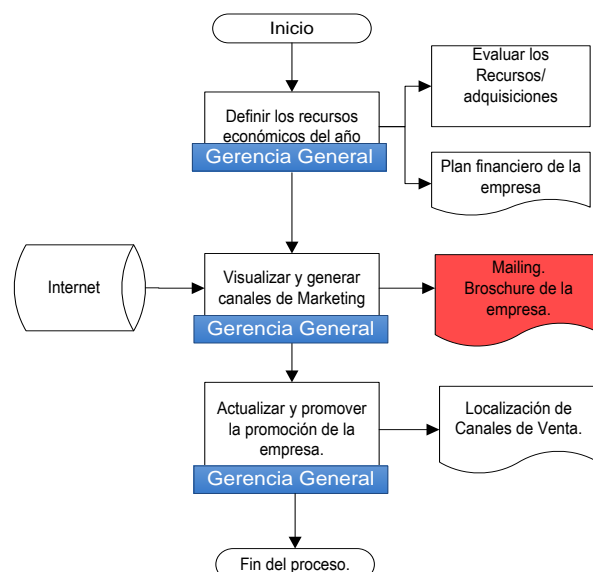 Inicio
Definir los recursos
económicos del año
Gerencia General
Evaluar los
Recursos/
adquisiciones
Plan financiero de la
empresa
Internet
Visualizar y generar
canales de Marketing
Gerencia General
Mailing.
Broschure de la
empresa.
Actualizar y promover
la promoción de la
empresa.
Gerencia General
Localización de
Canales de Venta.
Fin del proceso.